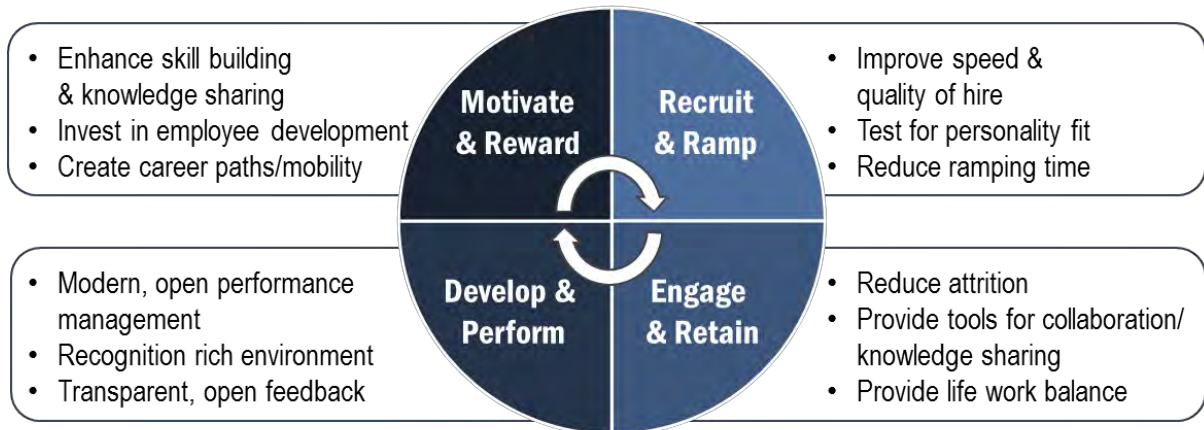 • Enhance skill building
& knowledge sharing
• Invest in employee development
• Create career paths/mobility
Motivate
& Reward
Recruit
& Ramp
• Improve speed &
quality of hire
• Test for personality fit
• Reduce ramping time
• Modern, open performance
management
• Recognition rich environment
• Transparent, open feedback
Develop &
Perform
Engage
& Retain
• Reduce attrition
• Provide tools for collaboration/
knowledge sharing
• Provide life work balance